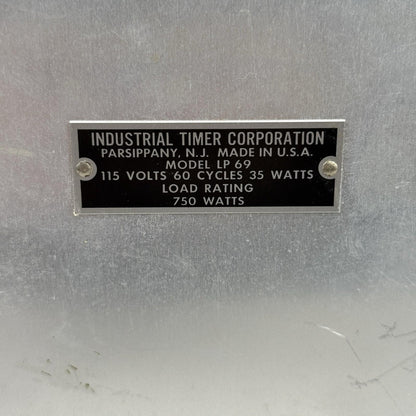 INDUSTRIAL TIMER CORPORATION
PARSIPPANY, N.J. MADE IN U.S.A.
MODEL LP 69
115 VOLTS 60 CYCLES 35 WATTS
LOAD RATING
750 WATTS